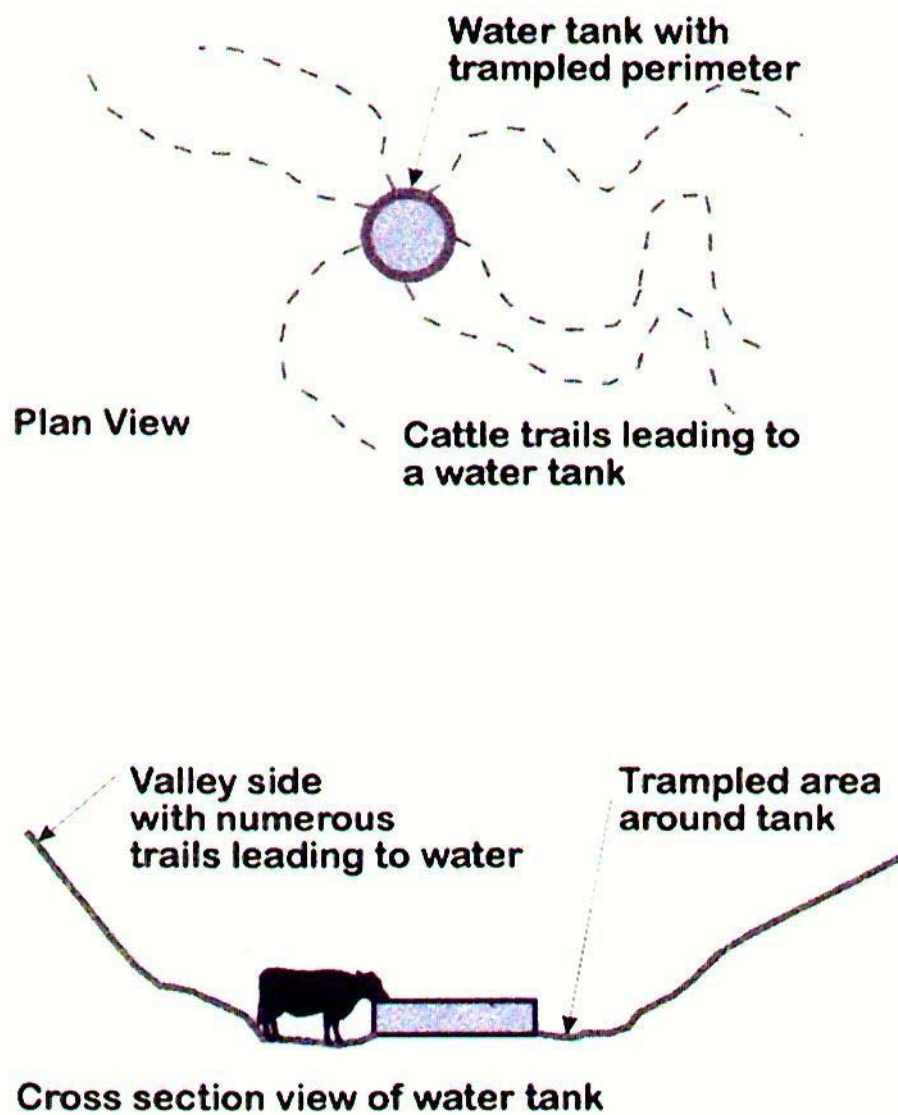 Water tank with
trampled perimeter
Plan View
Cattle trails leading to
a water tank
Valley side
with numerous
trails leading to water
Trampled area
around tank
Cross section view of water tank